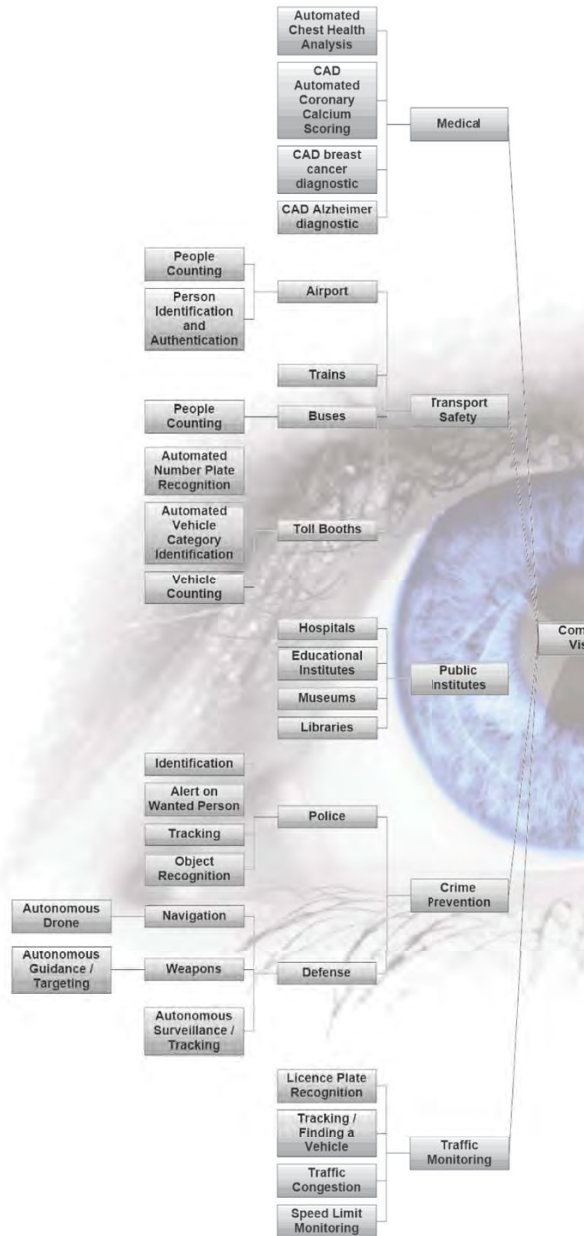 Automated
Chest Health
Analysis
CAD
Automated
Coronary
Calcium
Scoring
Medical
CAD breast
cancer
diagnostic
CAD Alzheimer
diagnostic
People
Counting
Airport
Person
Identification
and
Authentication
Trains
People
Counting
Buses
Transport
Safety
Automated
Number Plate
Recognition
Automated
Vehicle
Category
Identification
Toll Booths
Vehicle
Counting
Hospitals
Com
Vis
Educational
Institutes
Public
Institutes
Museums
Libraries
Identification
Alert on
Wanted Person
Police
Tracking
Object
Recognition
Crime
Prevention
Autonomous
Drone
Navigation
Autonomous
Guidance /
Targeting
Weapons
Defense
Autonomous
Surveillance /
Tracking
Licence Plate
Recognition
Tracking /
Finding a
Vehicle
Traffic
Monitoring
Traffic
Congestion
Speed Limit
Monitoring